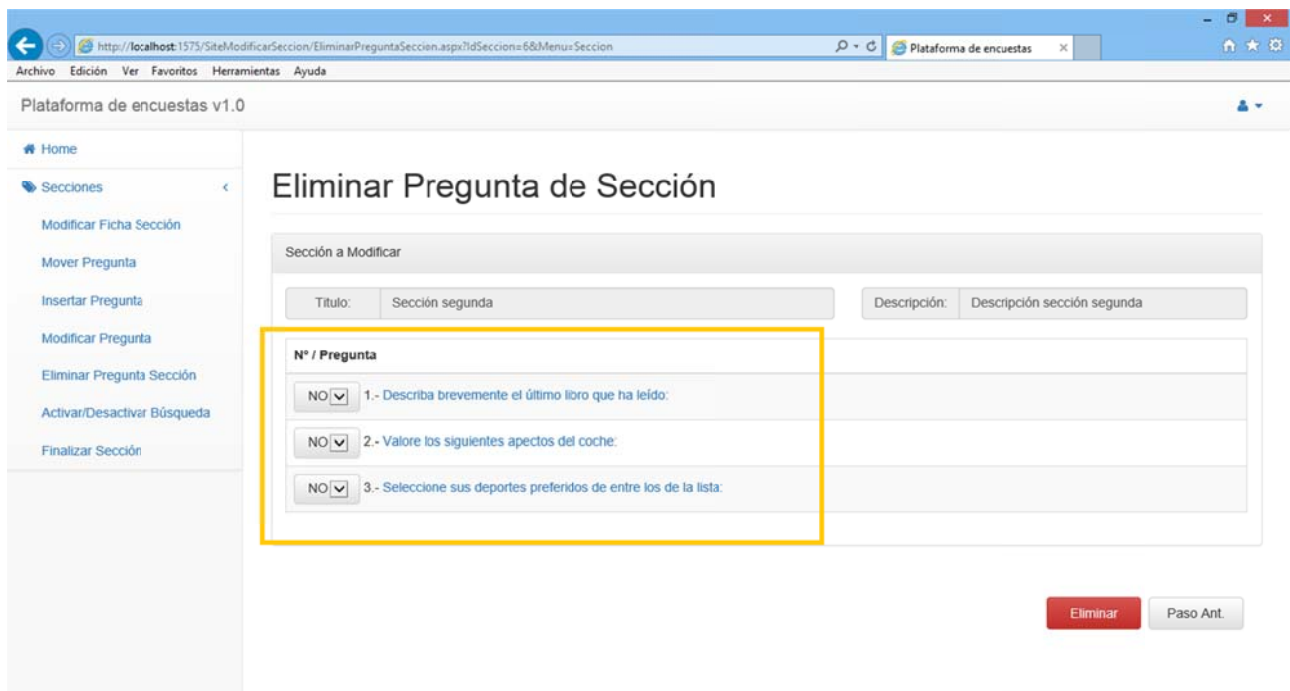 http://localhost:1575/SiteModificarSeccion/EliminarPreguntaSeccion.aspx?IdSeccion=6&Menu=Seccion
Plataforma de encuestas
Archivo Edición Ver Favoritos Herramientas Ayuda
Plataforma de encuestas v1.0
Home
Secciones
Modificar Ficha Sección
Mover Pregunta
Insertar Pregunta
Modificar Pregunta
Eliminar Pregunta Sección
Activar/Desactivar Búsqueda
Finalizar Sección
Eliminar Pregunta de Sección
Sección a Modificar
Titulo: Sección segunda Descripción: Descripción sección segunda
Nº / Pregunta
NO 1.- Describa brevemente el último libro que ha leído:
NO 2.- Valore los siguientes apectos del coche:
NO 3.- Seleccione sus deportes preferidos de entre los de la lista:
Eliminar Paso Ant.